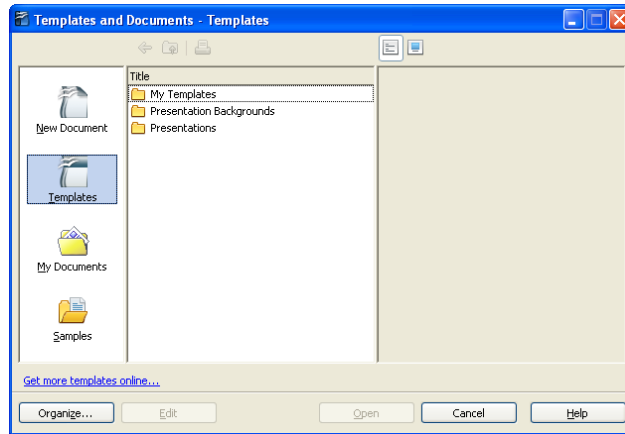 Templates and Documents - Templates
Title
My Templates
Presentation Backgrounds
Presentations
New Document
Templates
My Documents
Samples
Get more templates online...
Organize...
Edit
Open
Cancel
Help